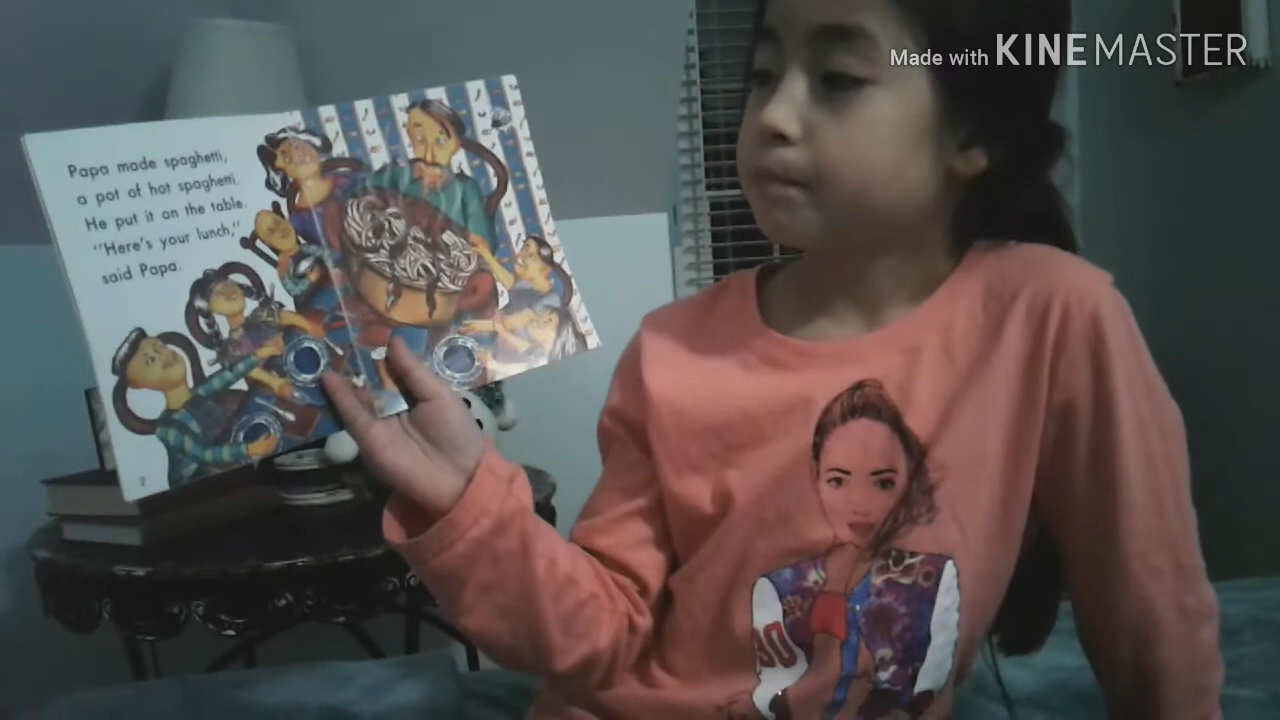 Made with KINEMASTER
Papa made spaghetti,
a pot of hot spaghetti.
He put it on the table.
"Here's your lunch,"
said Papa.
2